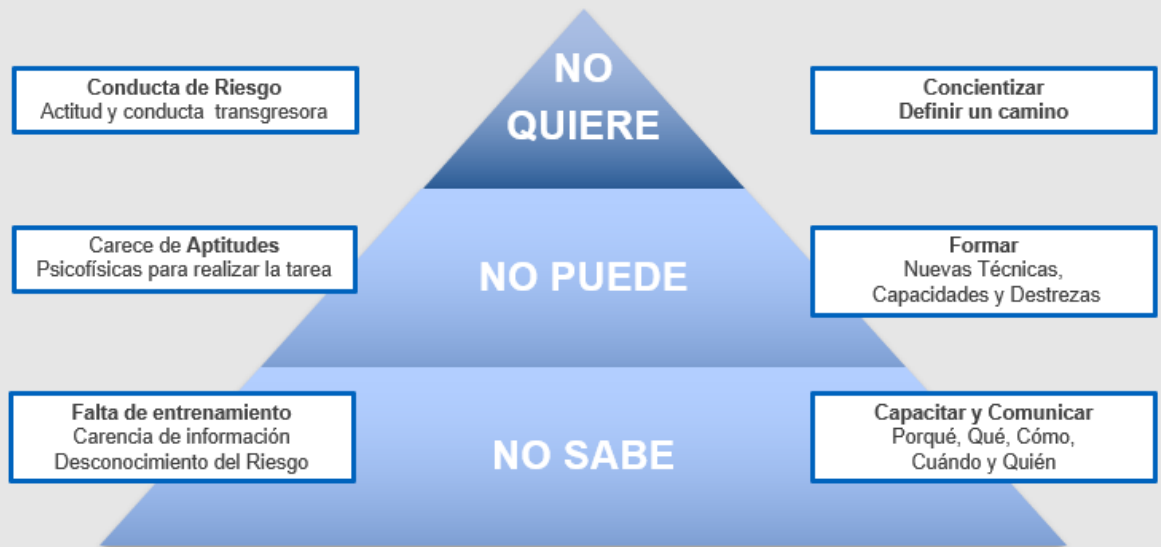 NO
QUIERE
Conducta de Riesgo
Actitud y conducta transgresora
Concientizar
Definir un camino
Carece de Aptitudes
Psicofísicas para realizar la tarea
NO PUEDE
Formar
Nuevas Técnicas,
Capacidades y Destrezas
Falta de entrenamiento
Carencia de información
Desconocimiento del Riesgo
NO SABE
Capacitar y Comunicar
Porqué, Qué, Cómo,
Cuándo y Quién